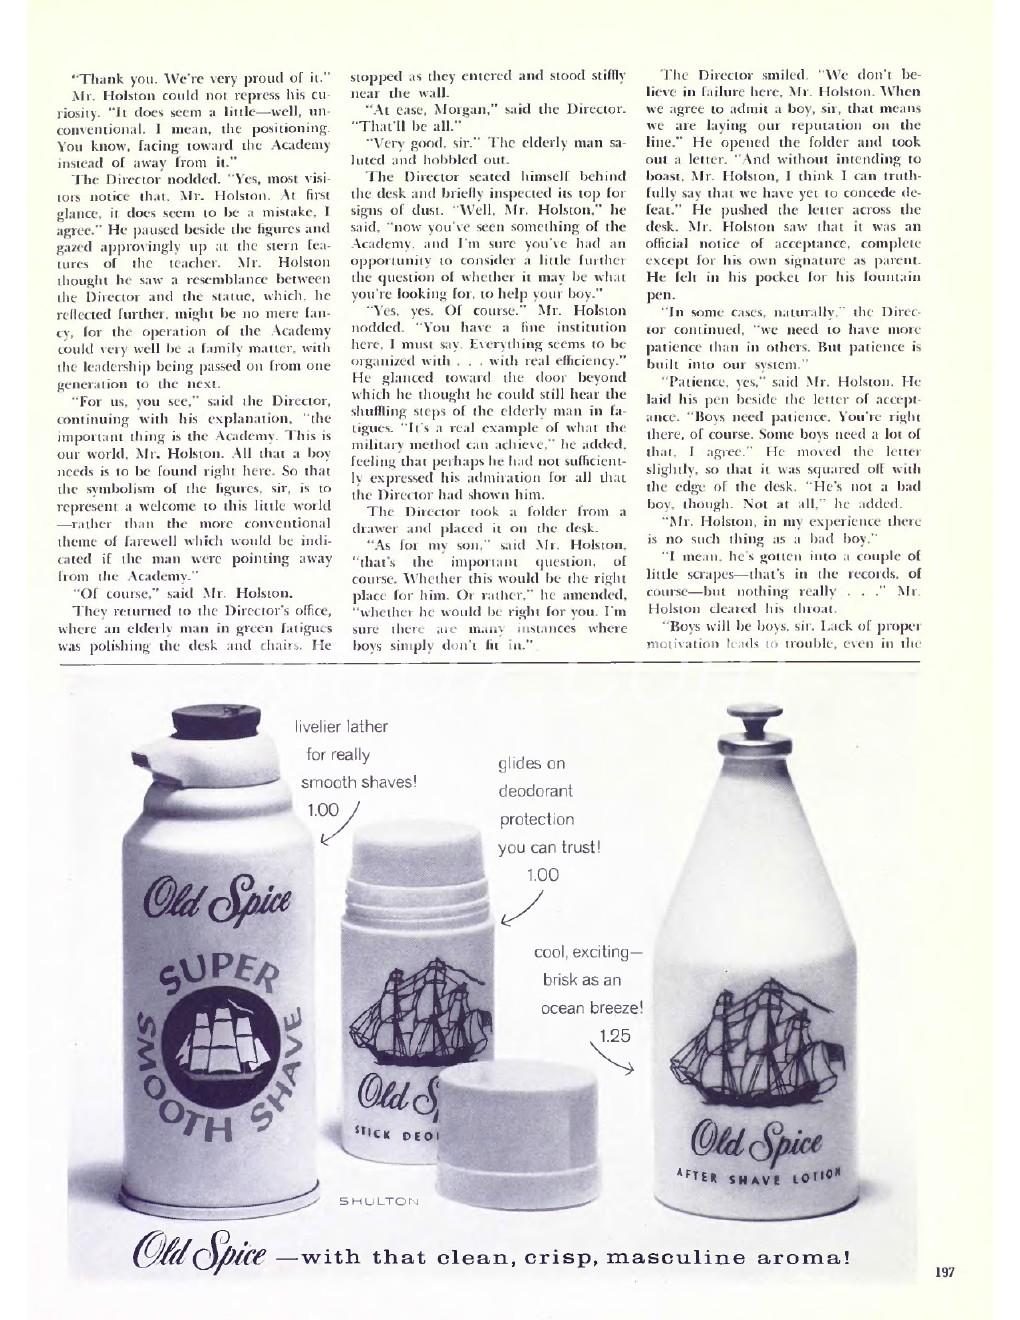 "Thank you. We're very proud of it."
Mr. Holston could not repress his cu-
riosity. "It does seem a little—well, un-
conventional. I mean, the positioning.
You know, facing toward the Academy
instead of away from it."
The Director nodded. "Yes, most visi-
tors notice that, Mr. Holston. At first
glance, it does seem to be a mistake, I
agree." He paused beside the figures and
gazed approvingly up at the stern fea-
tures of the teacher. Mr. Holston
thought he saw a resemblance between
the Director and the statue, which, he
reflected further, might be no mere fan-
cy, for the operation of the Academy
could very well be a family matter, with
the leadership being passed on from one
generation to the next.
"For us, you see," said the Director,
continuing with his explanation, "the
important thing is the Academy. This is
our world, Mr. Holston. All that a boy
needs is to be found right here. So that
the symbolism of the figures, sir, is to
represent a welcome to this little world
—rather than the more conventional
theme of farewell which would be indi-
cated if the man were pointing away
from the Academy."
"Of course," said Mr. Holston.
They returned to the Director's office,
where an elderly man in green fatigues
was polishing the desk and chairs. He
stopped as they entered and stood stiffly
near the wall.
"At ease, Morgan," said the Director.
"That'll be all."
"Very good, sir." The elderly man sa-
luted and hobbled out.
The Director seated himself behind
the desk and briefly inspected its top for
signs of dust. "Well, Mr. Holston," he
said, "now you've seen something of the
Academy, and I'm sure you've had an
opportunity to consider a little further
the question of whether it may be what
you're looking for, to help your boy."
"Yes, yes. Of course." Mr. Holston
nodded. "You have a fine institution
here, I must say. Everything seems to be
organized with . . . with real efficiency."
He glanced toward the door beyond
which he thought he could still hear the
shuffling steps of the elderly man in fa-
tigues. "It's a real example of what the
military method can achieve," he added,
feeling that perhaps he had not sufficient-
ly expressed his admiration for all that
the Director had shown him.
The Director took a folder from a
drawer and placed it on the desk.
"As for my son," said Mr. Holston,
"that's the important question, of
course. Whether this would be the right
place for him. Or rather," he amended,
"whether he would be right for you. I'm
sure there are many instances where
boys simply don't fit in."
The Director smiled. "We don't be-
lieve in failure here, Mr. Holston. When
we agree to admit a boy, sir, that means
we are laying our reputation on the
line." He opened the folder and took
out a letter. "And without intending to
boast, Mr. Holston, I think I can truth-
fully say that we have yet to concede de-
feat." He pushed the letter across the
desk. Mr. Holston saw that it was an
official notice of acceptance, complete
except for his own signature as parent.
He felt in his pocket for his fountain
pen.
"In some cases, naturally," the Direc-
tor continued, "we need to have more
patience than in others. But patience is
built into our system."
"Patience, yes," said Mr. Holston. He
laid his pen beside the letter of accept-
ance. "Boys need patience. You're right
there, of course. Some boys need a lot of
that, I agree." He moved the letter
slightly, so that it was squared off with
the edge of the desk. "He's not a bad
boy, though. Not at all," he added.
"Mr. Holston, in my experience there
is no such thing as a bad boy."
"I mean, he's gotten into a couple of
little scrapes—that's in the records, of
course—but nothing really . . ." Mr.
Holston cleared his throat.
"Boys will be boys, sir. Lack of proper
motivation leads to trouble, even in the
livelier lather
for really
smooth shaves!
1.00
glides on
deodorant
protection
you can trust!
1.00
cool, exciting—
brisk as an
ocean breeze!
1.25
Old Spice
SUPER
SMOOTH SHAVE
Old Sp
STICK DEO
Old Spice
AFTER SHAVE LOTION
SHULTON
Old Spice —with that clean, crisp, masculine aroma!
197